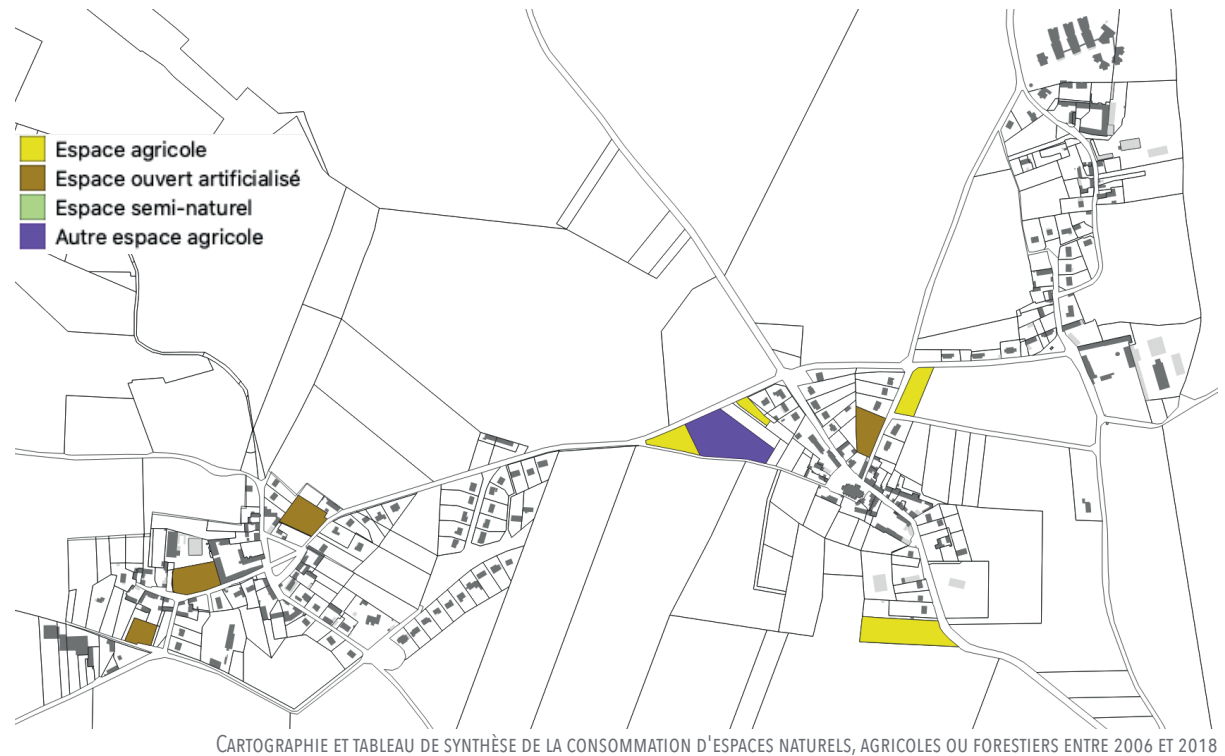 Espace agricole
Espace ouvert artificialisé
Espace semi-naturel
Autre espace agricole
CARTOGRAPHIE ET TABLEAU DE SYNTHÈSE DE LA CONSOMMATION D'ESPACES NATURELS, AGRICOLES OU FORESTIERS ENTRE 2006 ET 2018